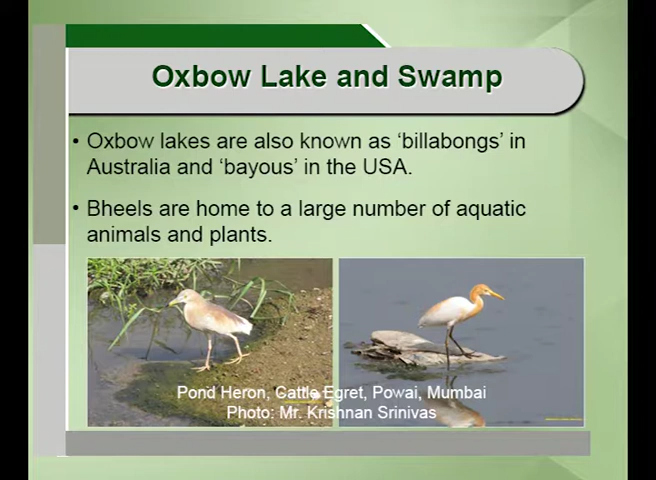 Oxbow Lake and Swamp
• Oxbow lakes are also known as ‘billabongs’ in
Australia and ‘bayous’ in the USA.
• Bheels are home to a large number of aquatic
animals and plants.
Pond Heron, Cattle Egret, Powai, Mumbai
Photo: Mr. Krishnan Srinivas